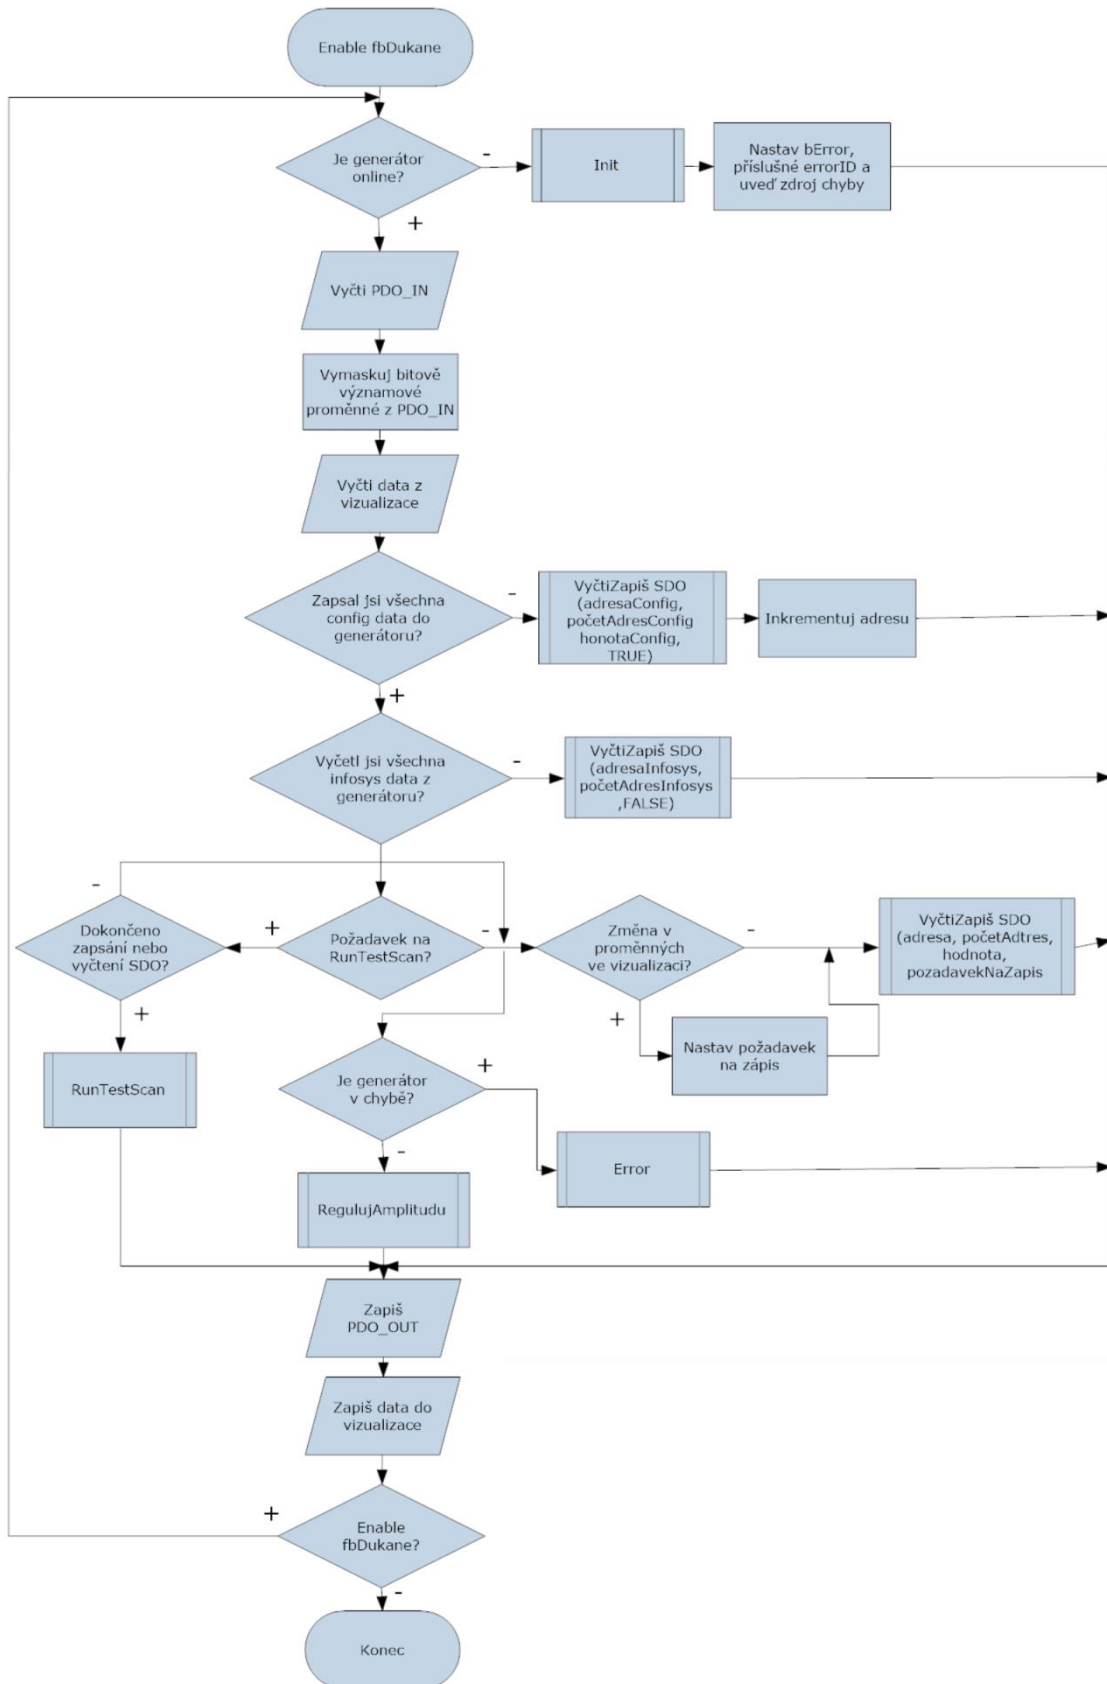 Enable fbDukane
Je generátor
online?
-
Init
Nastav bError,
příslušné errorID a
uveď zdroj chyby
+
Vyčti PDO_IN
Vymaskuj bitově
významové
proměnné z PDO_IN
Vyčti data z
vizualizace
Zapsal jsi všechna
config data do
generátoru?
-
VyčtiZapiš SDO
(adresaConfig,
početAdresConfig
honotaConfig,
TRUE)
Inkrementuj adresu
+
Vyčetl jsi všechna
infosys data z
generátoru?
-
VyčtiZapiš SDO
(adresaInfosys,
početAdresInfosys
,FALSE)
-
Dokončeno
zapsání nebo
vyčtení SDO?
+
Požadavek na
RunTestScan?
-
Změna v
proměnných
ve vizualizaci?
-
VyčtiZapiš SDO
(adresa, početAdtres,
hodnota,
pozadavekNaZapis
+
RunTestScan
+
Nastav požadavek
na zápis
Je generátor
v chybě?
+
Error
-
RegulujAmplitudu
Zapiš
PDO_OUT
Zapiš data do
vizualizace
+
Enable
fbDukane?
-
Konec